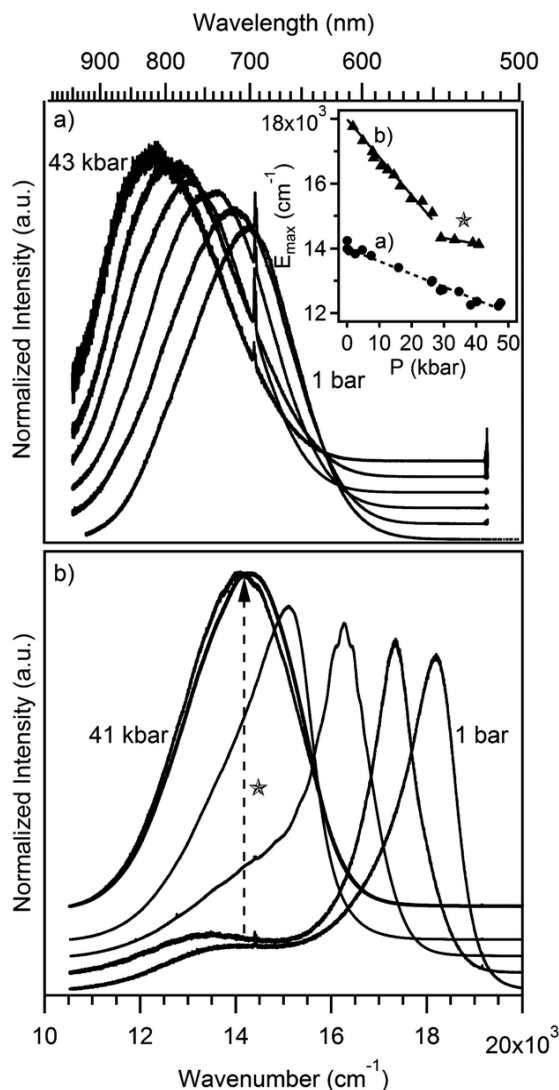 Wavelength (nm)
900 800 700 600 500
a)
43 kbar
1 bar
Normalized Intensity (a.u.)
18x10³
16
14
12
E_max (cm⁻¹)
b)
a)
0 10 20 30 40 50
P (kbar)
b)
41 kbar
1 bar
Normalized Intensity (a.u.)
10 12 14 16 18 20x10³
Wavenumber (cm⁻¹)